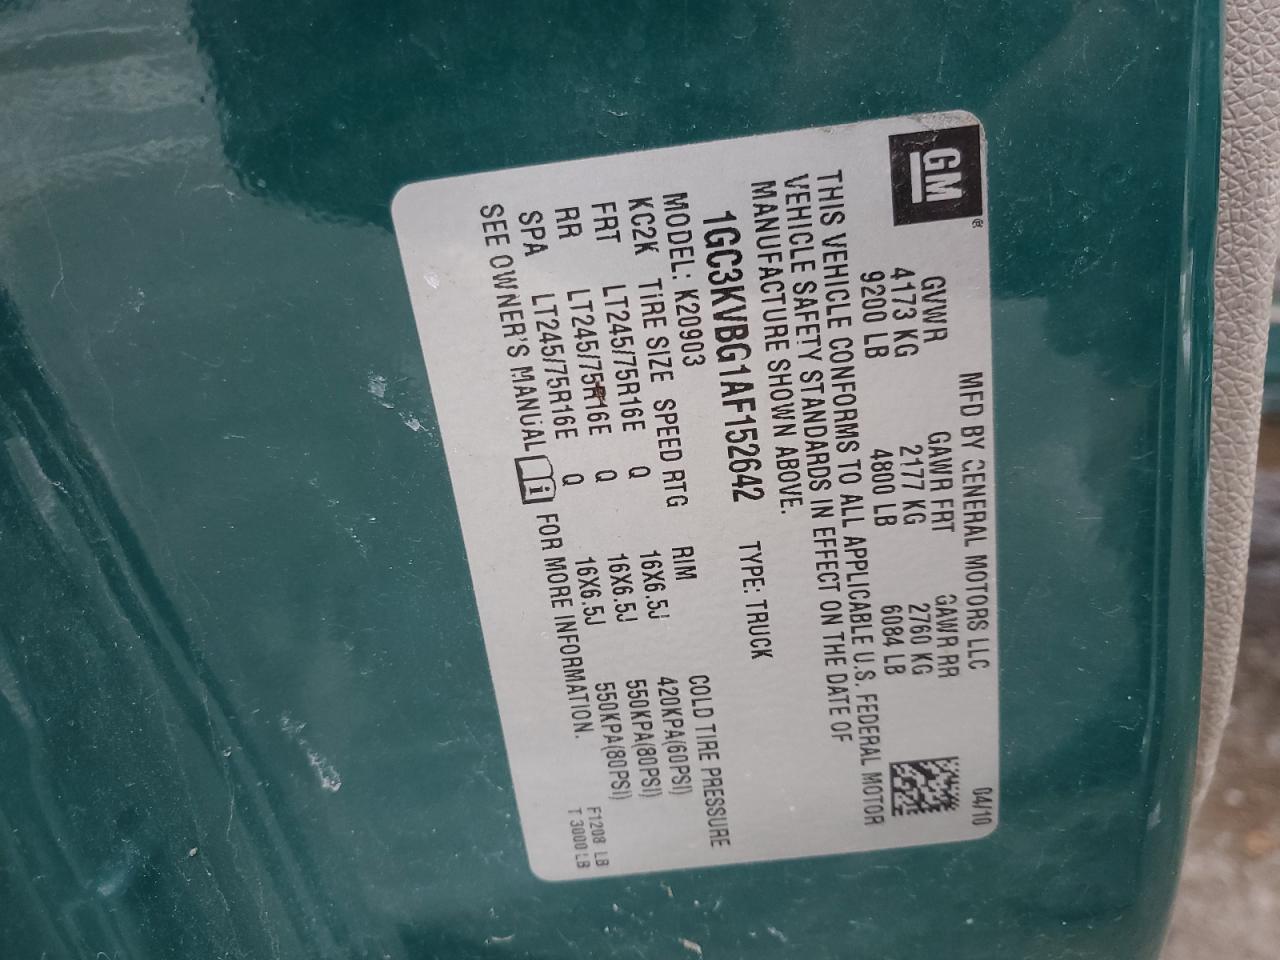 GM®
MFD BY GENERAL MOTORS LLC 04/10
GVWR GAWR FRT GAWR RR
4173 KG 2177 KG 2760 KG
9200 LB 4800 LB 6084 LB
THIS VEHICLE CONFORMS TO ALL APPLICABLE U.S. FEDERAL MOTOR
VEHICLE SAFETY STANDARDS IN EFFECT ON THE DATE OF
MANUFACTURE SHOWN ABOVE.
1GC3KVBG1AF152642 TYPE: TRUCK
MODEL: K20903
KC2K TIRE SIZE SPEED RTG RIM COLD TIRE PRESSURE
FRT LT245/75R16E Q 16X6.5J 420KPA(60PSI)
RR LT245/75R16E Q 16X6.5J 550KPA(80PSI)
SPA LT245/75R16E Q 16X6.5J 550KPA(80PSI)
SEE OWNER'S MANUAL i FOR MORE INFORMATION.
F1208 LB
T 3000 LB